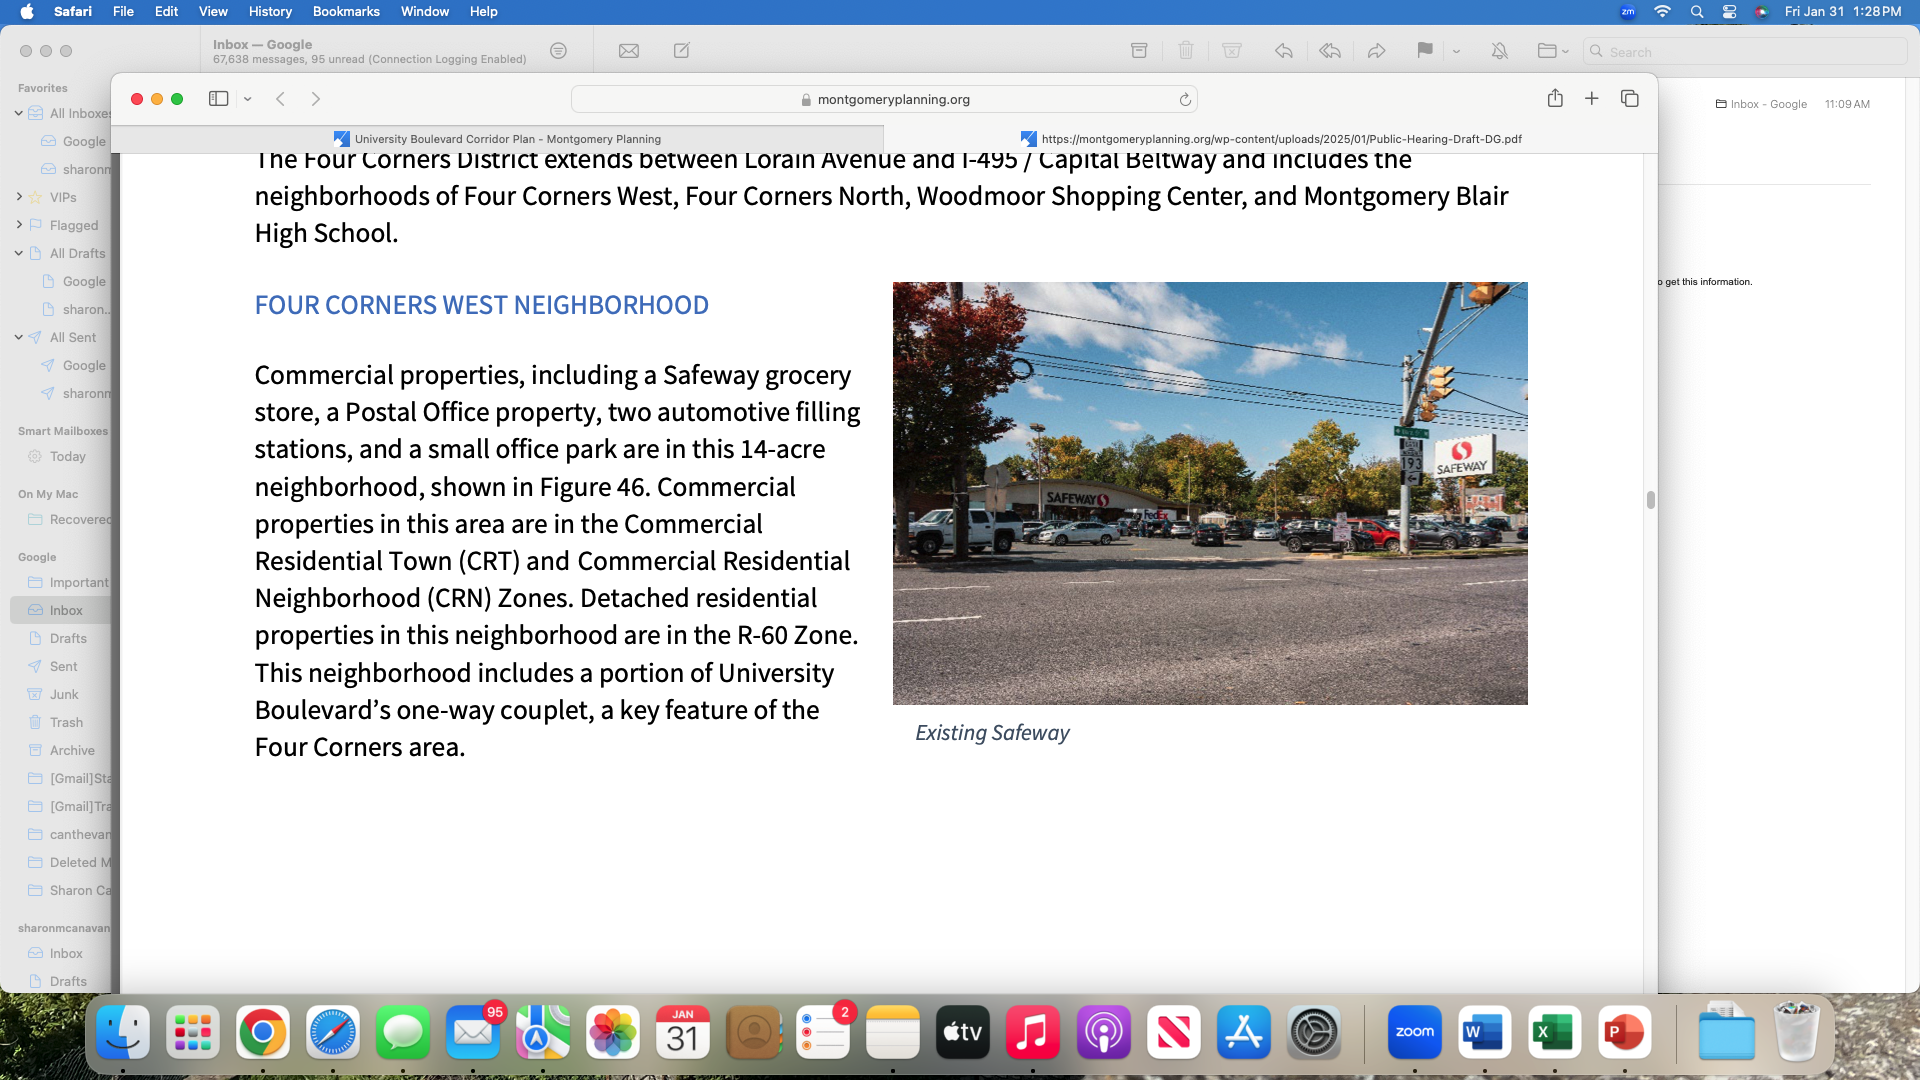 Safari File Edit View History Bookmarks Window Help
zm Fri Jan 31 1:28 PM
Inbox — Google
67,638 messages, 95 unread (Connection Logging Enabled)
Search
Favorites
All Inboxes
Google
sharonm
VIPs
Flagged
All Drafts
Google
sharon...
All Sent
Google
sharonm
Smart Mailboxes
Today
On My Mac
Recovered
Google
Important
Inbox
Drafts
Sent
Junk
Trash
Archive
[Gmail]Sta
[Gmail]Tra
canthevan
Deleted M
Sharon Ca
sharonmcanavan
Inbox
Drafts
montgomeryplanning.org
University Boulevard Corridor Plan - Montgomery Planning
https://montgomeryplanning.org/wp-content/uploads/2025/01/Public-Hearing-Draft-DG.pdf
The Four Corners District extends between Lorain Avenue and I-495 / Capital Beltway and includes the
neighborhoods of Four Corners West, Four Corners North, Woodmoor Shopping Center, and Montgomery Blair
High School.
FOUR CORNERS WEST NEIGHBORHOOD
Commercial properties, including a Safeway grocery
store, a Postal Office property, two automotive filling
stations, and a small office park are in this 14-acre
neighborhood, shown in Figure 46. Commercial
properties in this area are in the Commercial
Residential Town (CRT) and Commercial Residential
Neighborhood (CRN) Zones. Detached residential
properties in this neighborhood are in the R-60 Zone.
This neighborhood includes a portion of University
Boulevard's one-way couplet, a key feature of the
Four Corners area.
SAFEWAY
FedEx
193
SAFEWAY
Existing Safeway
Inbox - Google 11:09 AM
o get this information.
95
JAN
31
2
tv
zoom
W
X
P